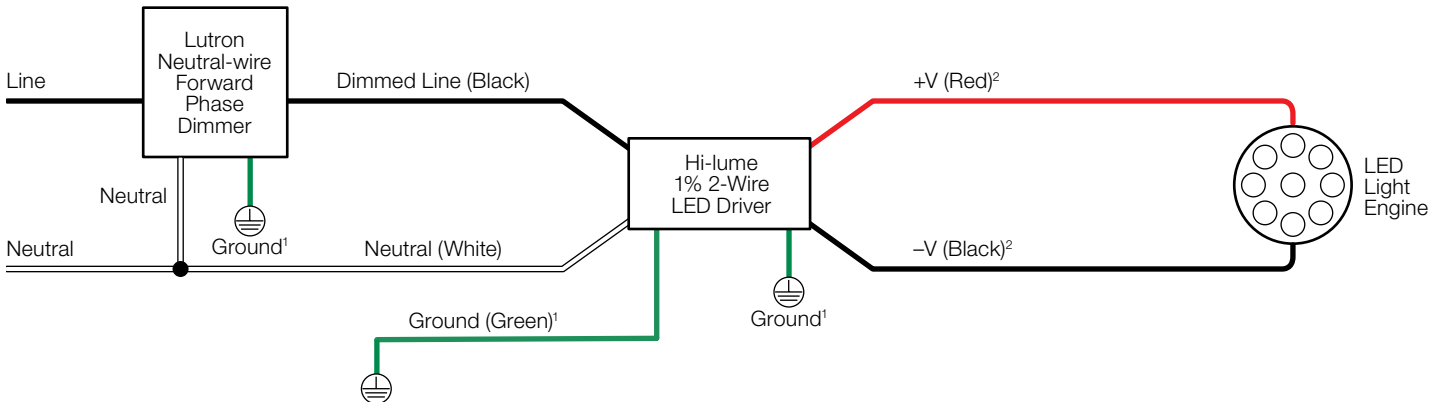 Lutron
Neutral-wire
Forward
Phase
Dimmer
Line
Dimmed Line (Black)
+V (Red)²
Hi-lume
1% 2-Wire
LED Driver
LED
Light
Engine
Neutral
Ground¹
Neutral
Neutral (White)
–V (Black)²
Ground (Green)¹
Ground¹